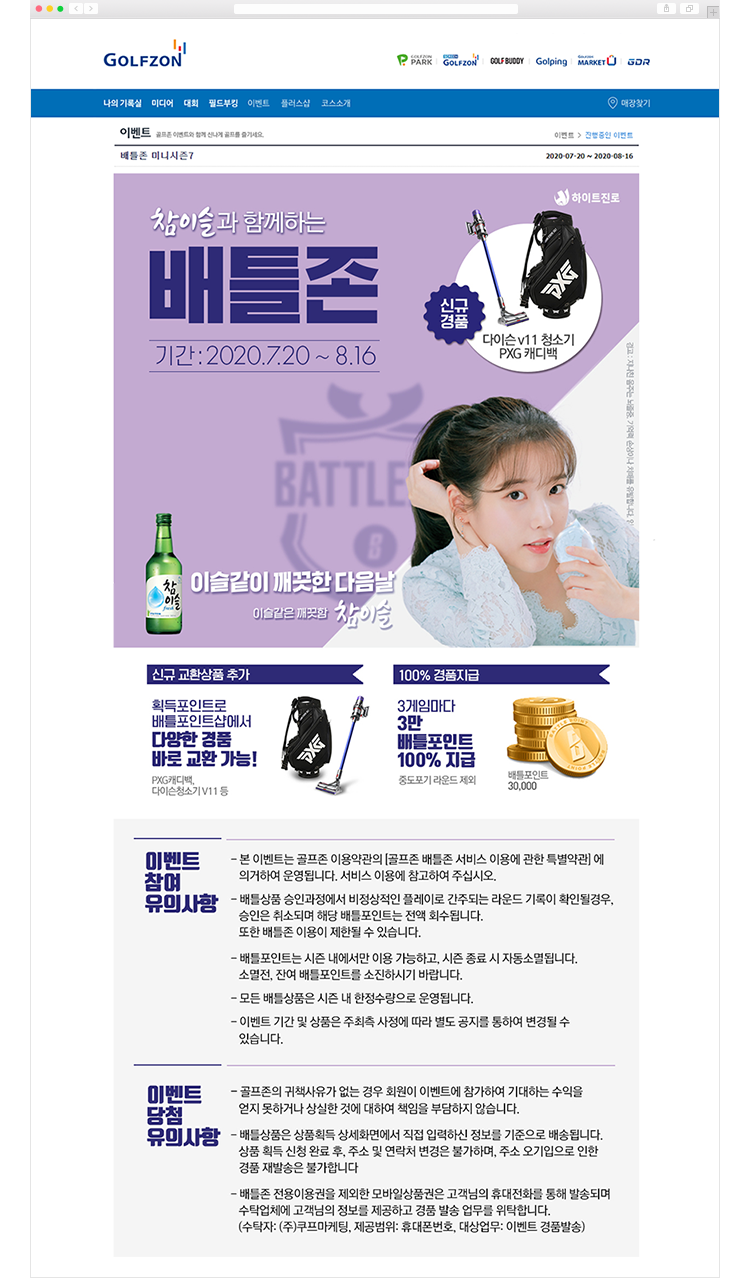 GOLFZON
GOLFZON PARK
GOLFZON
GOLFBUDDY
Golping
MARKET
GDR
나의 기록실 미디어 대회 필드부킹 이벤트 플러스샵 코스소개 매장찾기
이벤트 골프존 이벤트와 함께 신나게 골프를 즐기세요. 이벤트 > 진행중인 이벤트
배틀존 미니시즌7 2020-07-20 ~ 2020-08-16
하이트진로
참이슬과 함께하는
배틀존
기간 : 2020.7.20 ~ 8.16
신규
경품
PXG
다이슨 v11 청소기
PXG 캐디백
BATTLE
B
참이슬
fresh
이슬같이 깨끗한 다음날
이슬같은 깨끗함 참이슬
신규 교환상품 추가
획득포인트로
배틀포인트샵에서
다양한 경품
바로 교환 가능!
PXG캐디백,
다이슨청소기 V11 등
PXG
100% 경품지급
3게임마다
3만
배틀포인트
100% 지급
중도포기 라운드 제외
배틀포인트
30,000
이벤트
참여
유의사항
– 본 이벤트는 골프존 이용약관의 [골프존 배틀존 서비스 이용에 관한 특별약관] 에
의거하여 운영됩니다. 서비스 이용에 참고하여 주십시오.
– 배틀상품 승인과정에서 비정상적인 플레이로 간주되는 라운드 기록이 확인될경우,
승인은 취소되며 해당 배틀포인트는 전액 회수됩니다.
또한 배틀존 이용이 제한될 수 있습니다.
– 배틀포인트는 시즌 내에서만 이용 가능하고, 시즌 종료 시 자동소멸됩니다.
소멸전, 잔여 배틀포인트를 소진하시기 바랍니다.
– 모든 배틀상품은 시즌 내 한정수량으로 운영됩니다.
– 이벤트 기간 및 상품은 주최측 사정에 따라 별도 공지를 통하여 변경될 수
있습니다.
이벤트
당첨
유의사항
– 골프존의 귀책사유가 없는 경우 회원이 이벤트에 참가하여 기대하는 수익을
얻지 못하거나 상실한 것에 대하여 책임을 부담하지 않습니다.
– 배틀상품은 상품획득 상세화면에서 직접 입력하신 정보를 기준으로 배송됩니다.
상품 획득 신청 완료 후, 주소 및 연락처 변경은 불가하며, 주소 오기입으로 인한
경품 재발송은 불가합니다
– 배틀존 전용이용권을 제외한 모바일상품권은 고객님의 휴대전화를 통해 발송되며
수탁업체에 고객님의 정보를 제공하고 경품 발송 업무를 위탁합니다.
(수탁자: (주)쿠프마케팅, 제공범위: 휴대폰번호, 대상업무: 이벤트 경품발송)